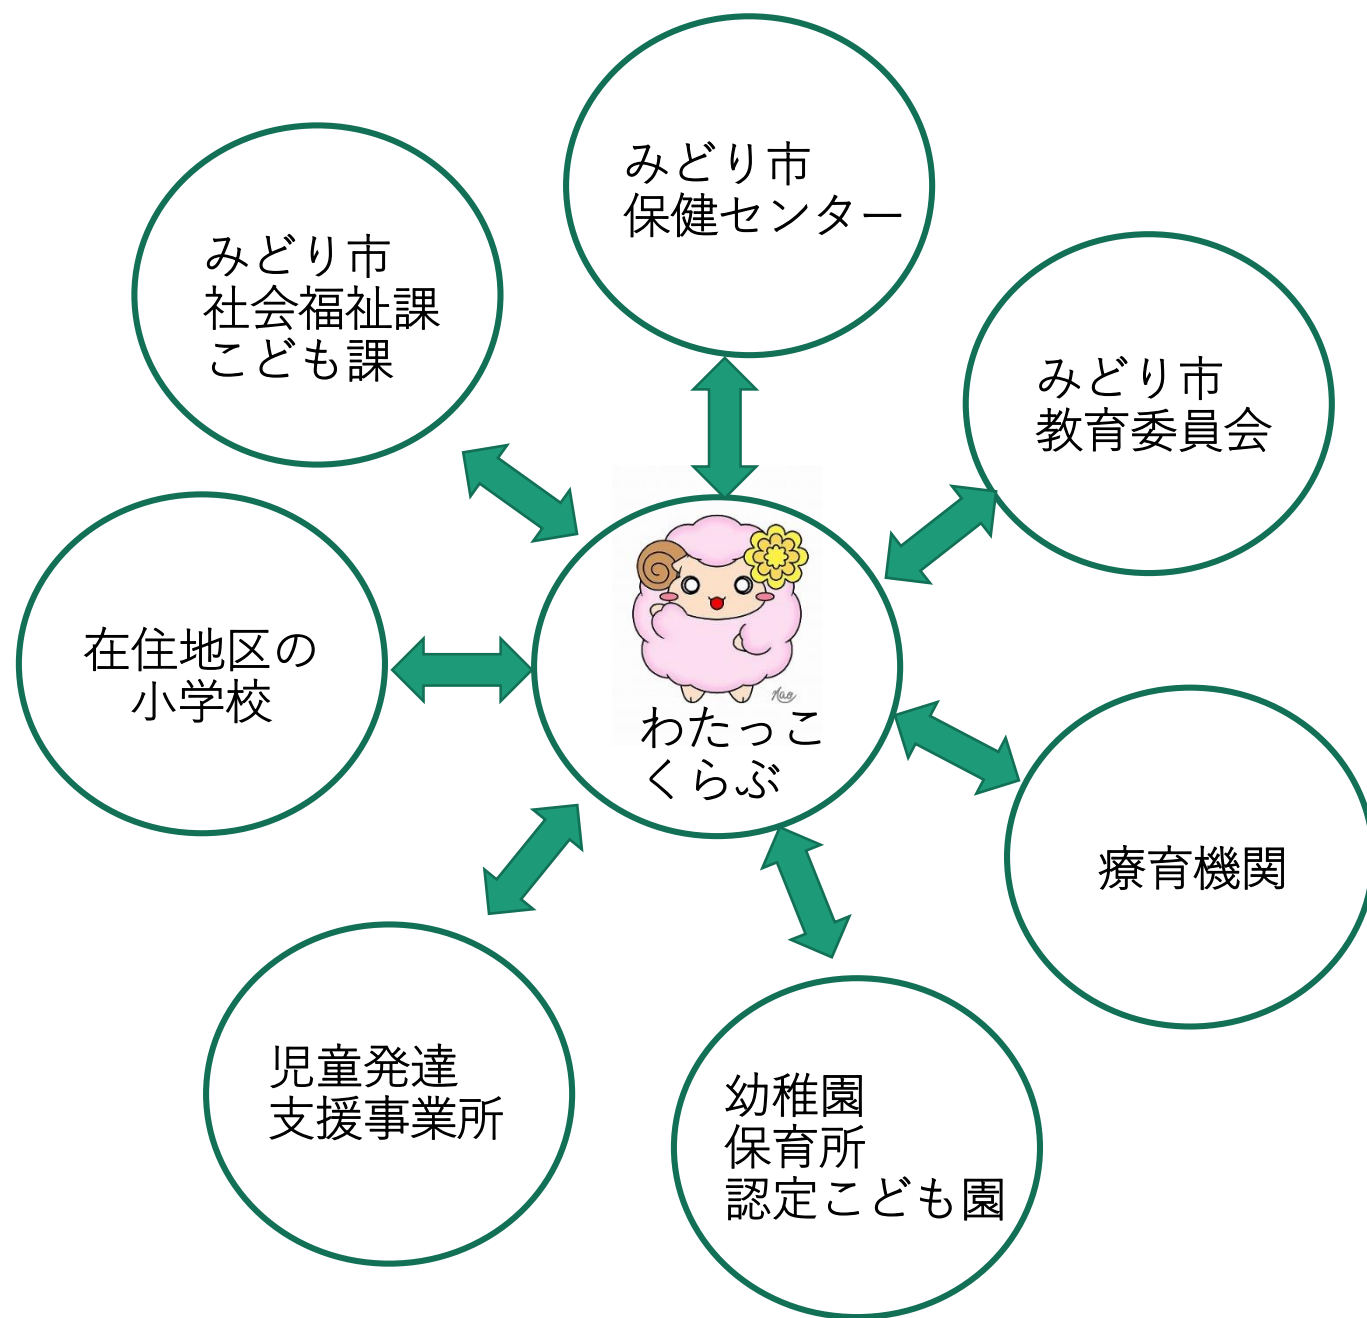 みどり市
保健センター
みどり市
社会福祉課
こども課
みどり市
教育委員会
在住地区の
小学校
わたっこ
くらぶ
療育機関
児童発達
支援事業所
幼稚園
保育所
認定こども園